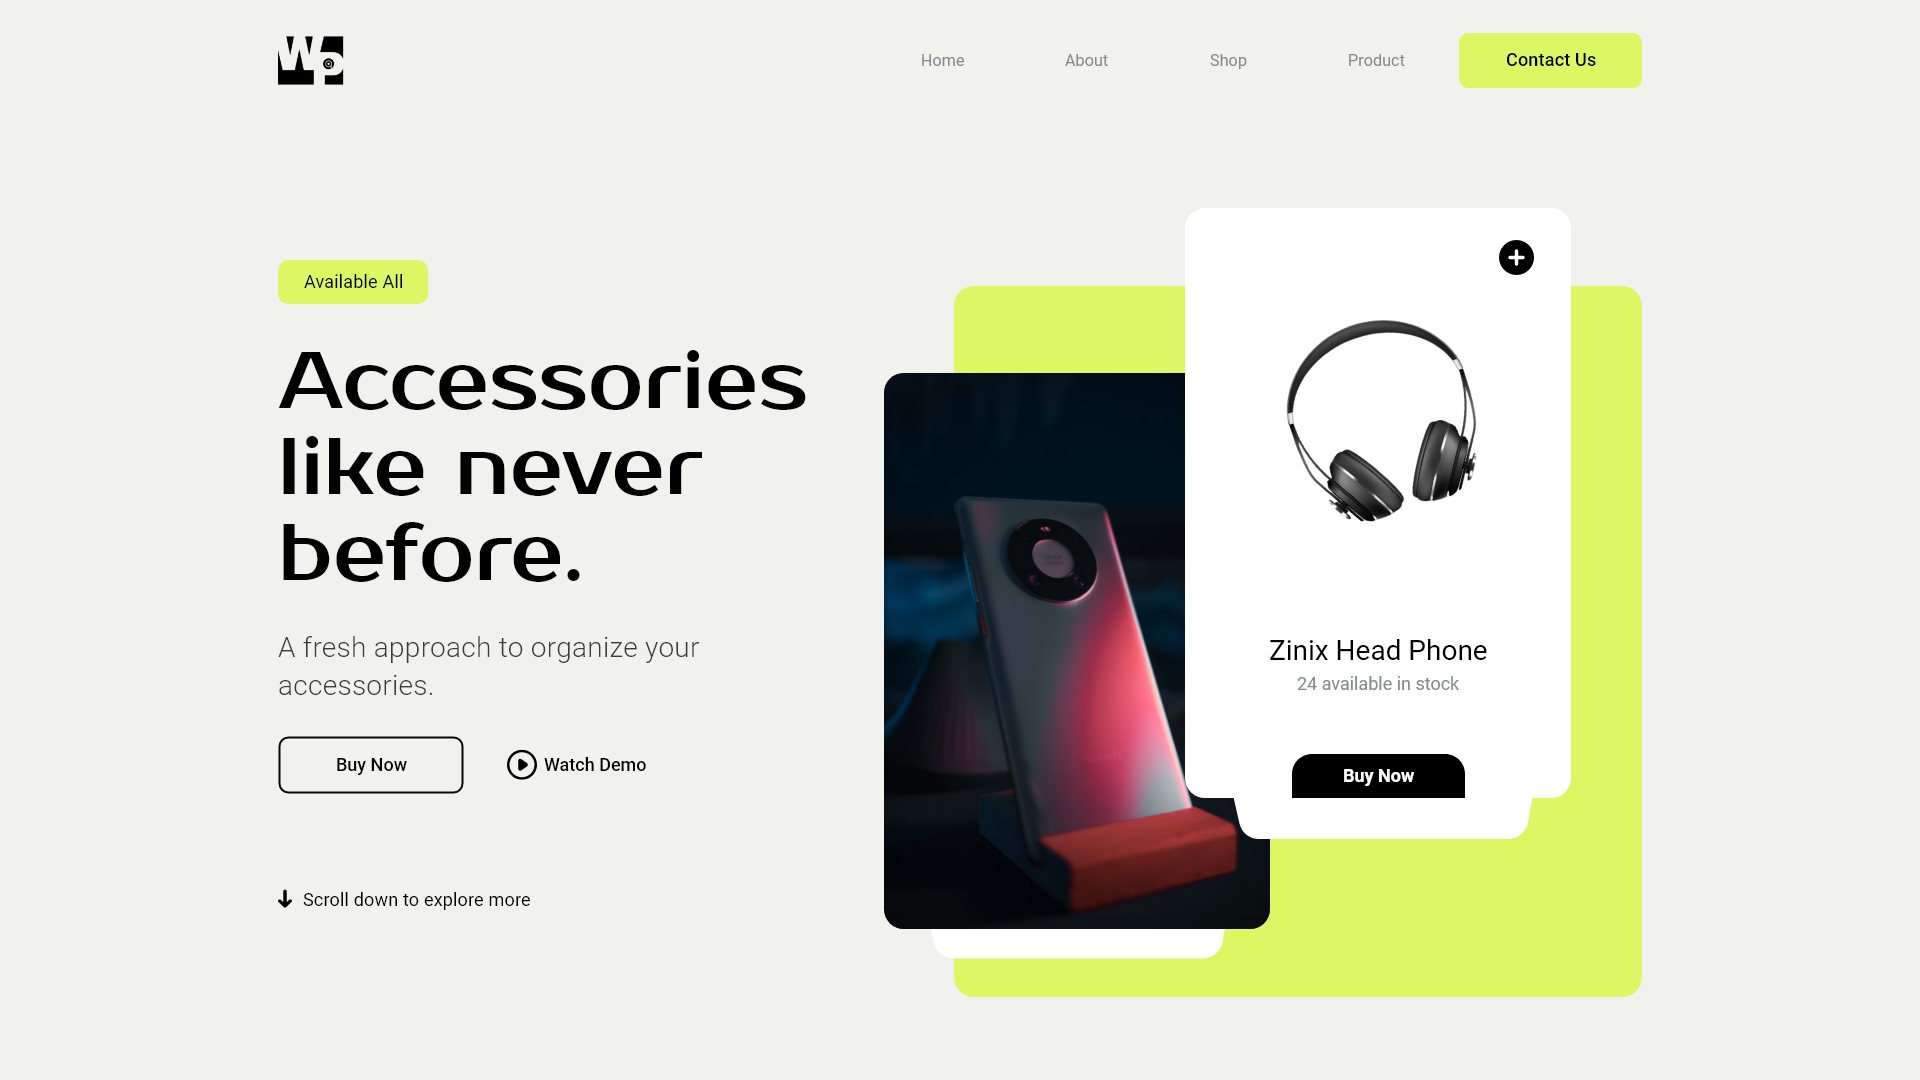 Wp
Home
About
Shop
Product
Contact Us
Available All
Accessories
like never
before.
A fresh approach to organize your
accessories.
Buy Now
Watch Demo
Scroll down to explore more
Zinix Head Phone
24 available in stock
Buy Now